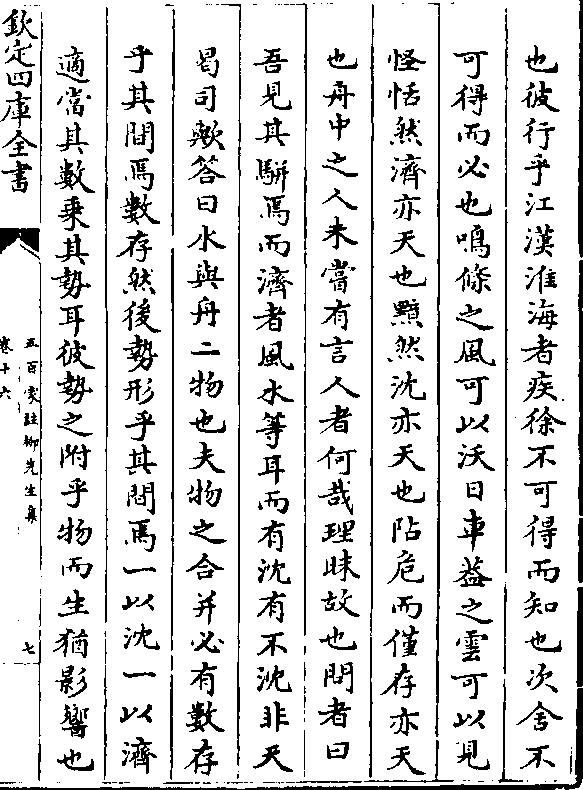 也彼行乎江漢淮海者疾徐不可得而知也次舍不
可得而必也鳴條之風可以沃日車葢之雲可以見
怪恬然濟亦天也黯然沈亦天也阽危而僅存亦天
也舟中之人未嘗有言人者何哉理昧故也問者曰
吾見其駢焉而濟者風水等耳而有沈有不沈非天
曷司歟答曰水與舟二物也夫物之合并必有數存
乎其間焉數存然後勢形乎其間焉一以沈一以濟
適當其數乘其勢耳彼勢之附乎物而生猶影響也
欽定四庫全書
五百家註柳先生集
卷十六
七